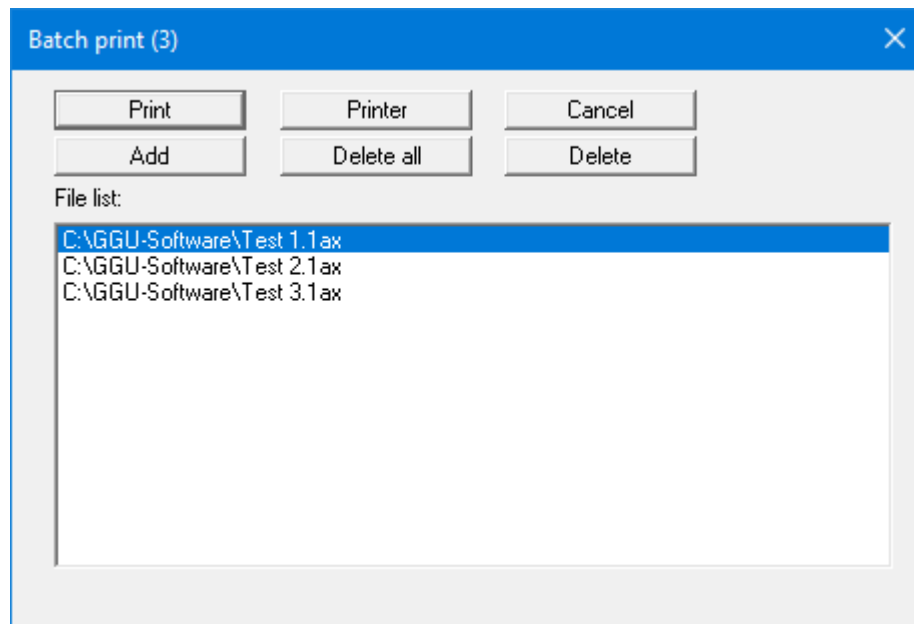 Batch print (3)
Print Printer Cancel
Add Delete all Delete
File list:
C:\GGU-Software\Test 1.1ax
C:\GGU-Software\Test 2.1ax
C:\GGU-Software\Test 3.1ax